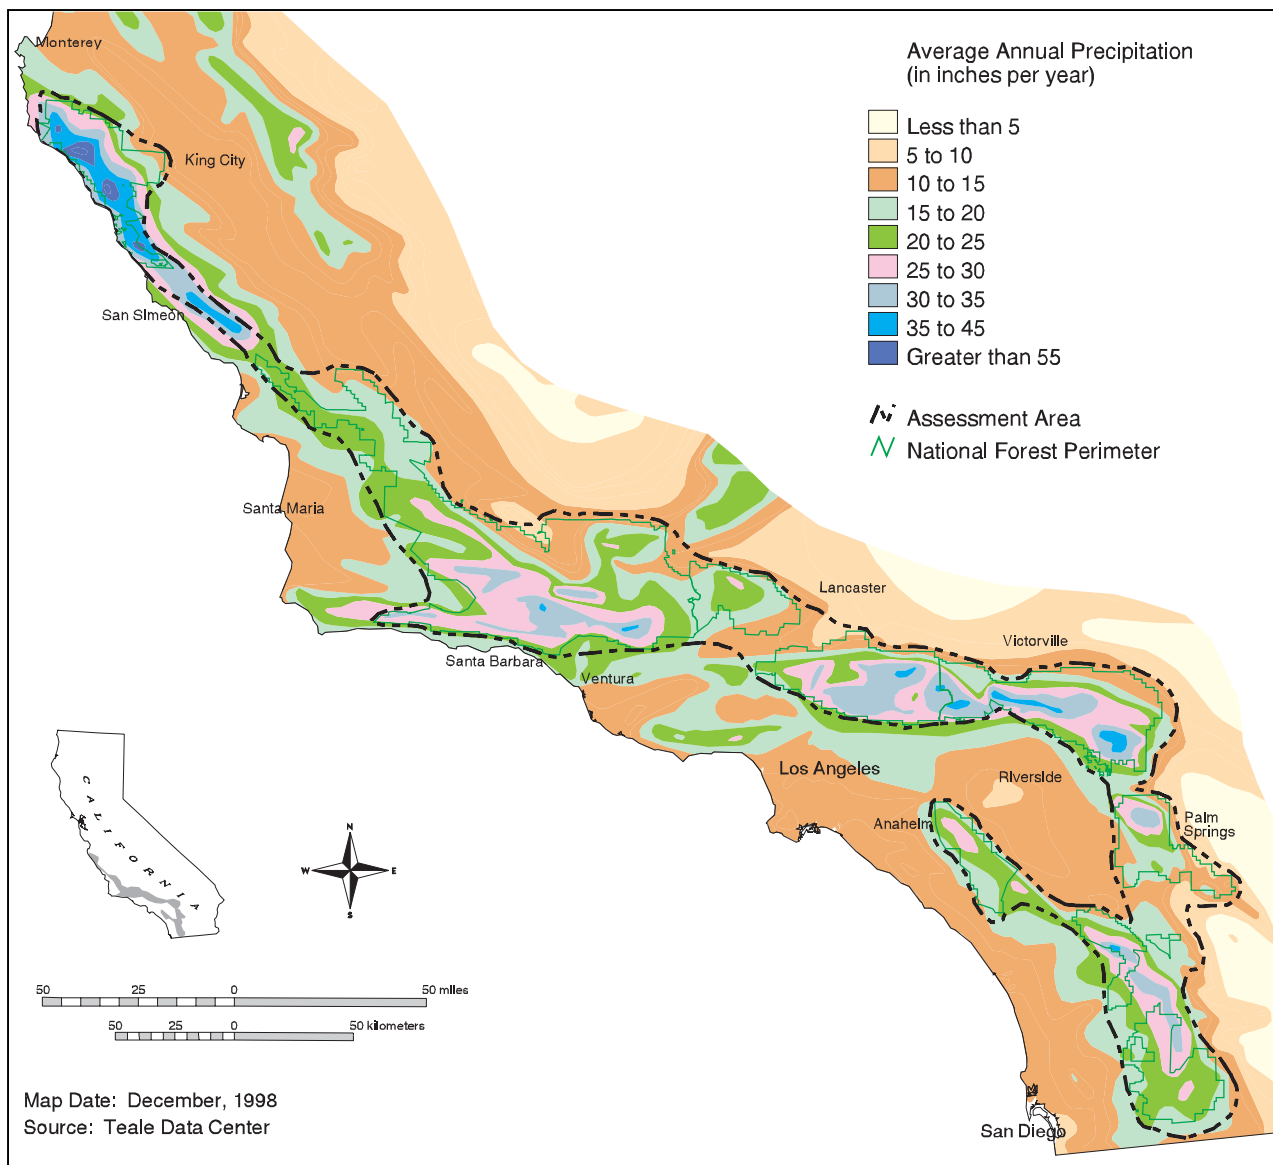 Monterey
King City
San Simeon
Santa Maria
Santa Barbara
Ventura
Lancaster
Victorville
Los Angeles
Riverside
Anaheim
Palm
Springs
San Diego
Average Annual Precipitation
(in inches per year)
Less than 5
5 to 10
10 to 15
15 to 20
20 to 25
25 to 30
30 to 35
35 to 45
Greater than 55
Assessment Area
National Forest Perimeter
CALIFORNIA
N
W E
S
50 25 0 50 miles
50 25 0 50 kilometers
Map Date: December, 1998
Source: Teale Data Center